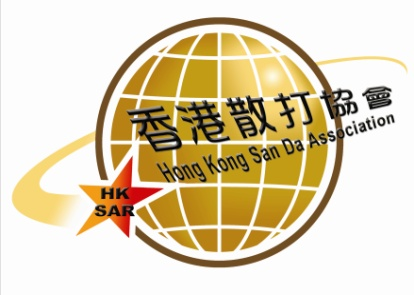 香港散打協會
Hong Kong San Da Association
HK
SAR